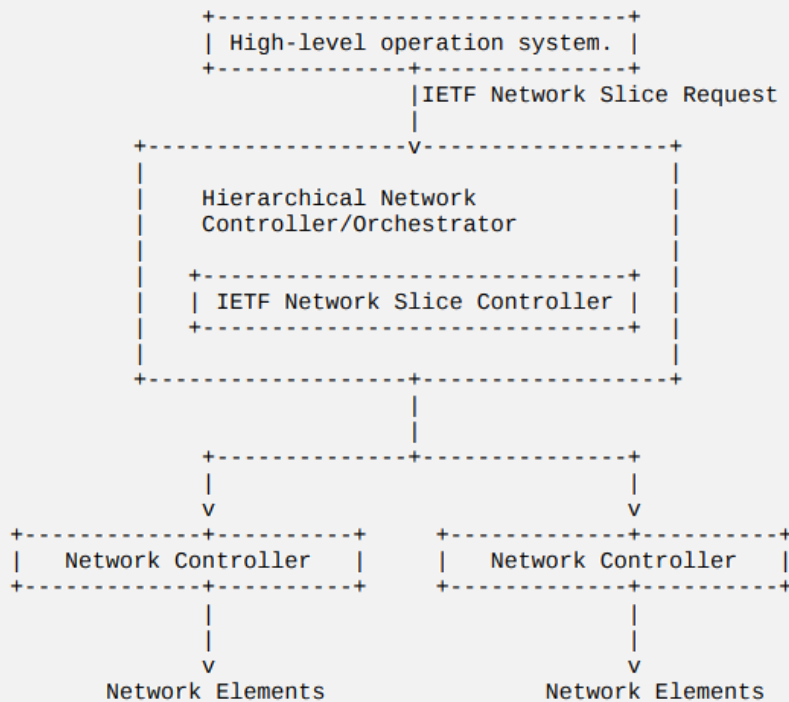 High-level operation system.
IETF Network Slice Request
Hierarchical Network
Controller/Orchestrator
IETF Network Slice Controller
Network Controller Network Controller
Network Elements Network Elements